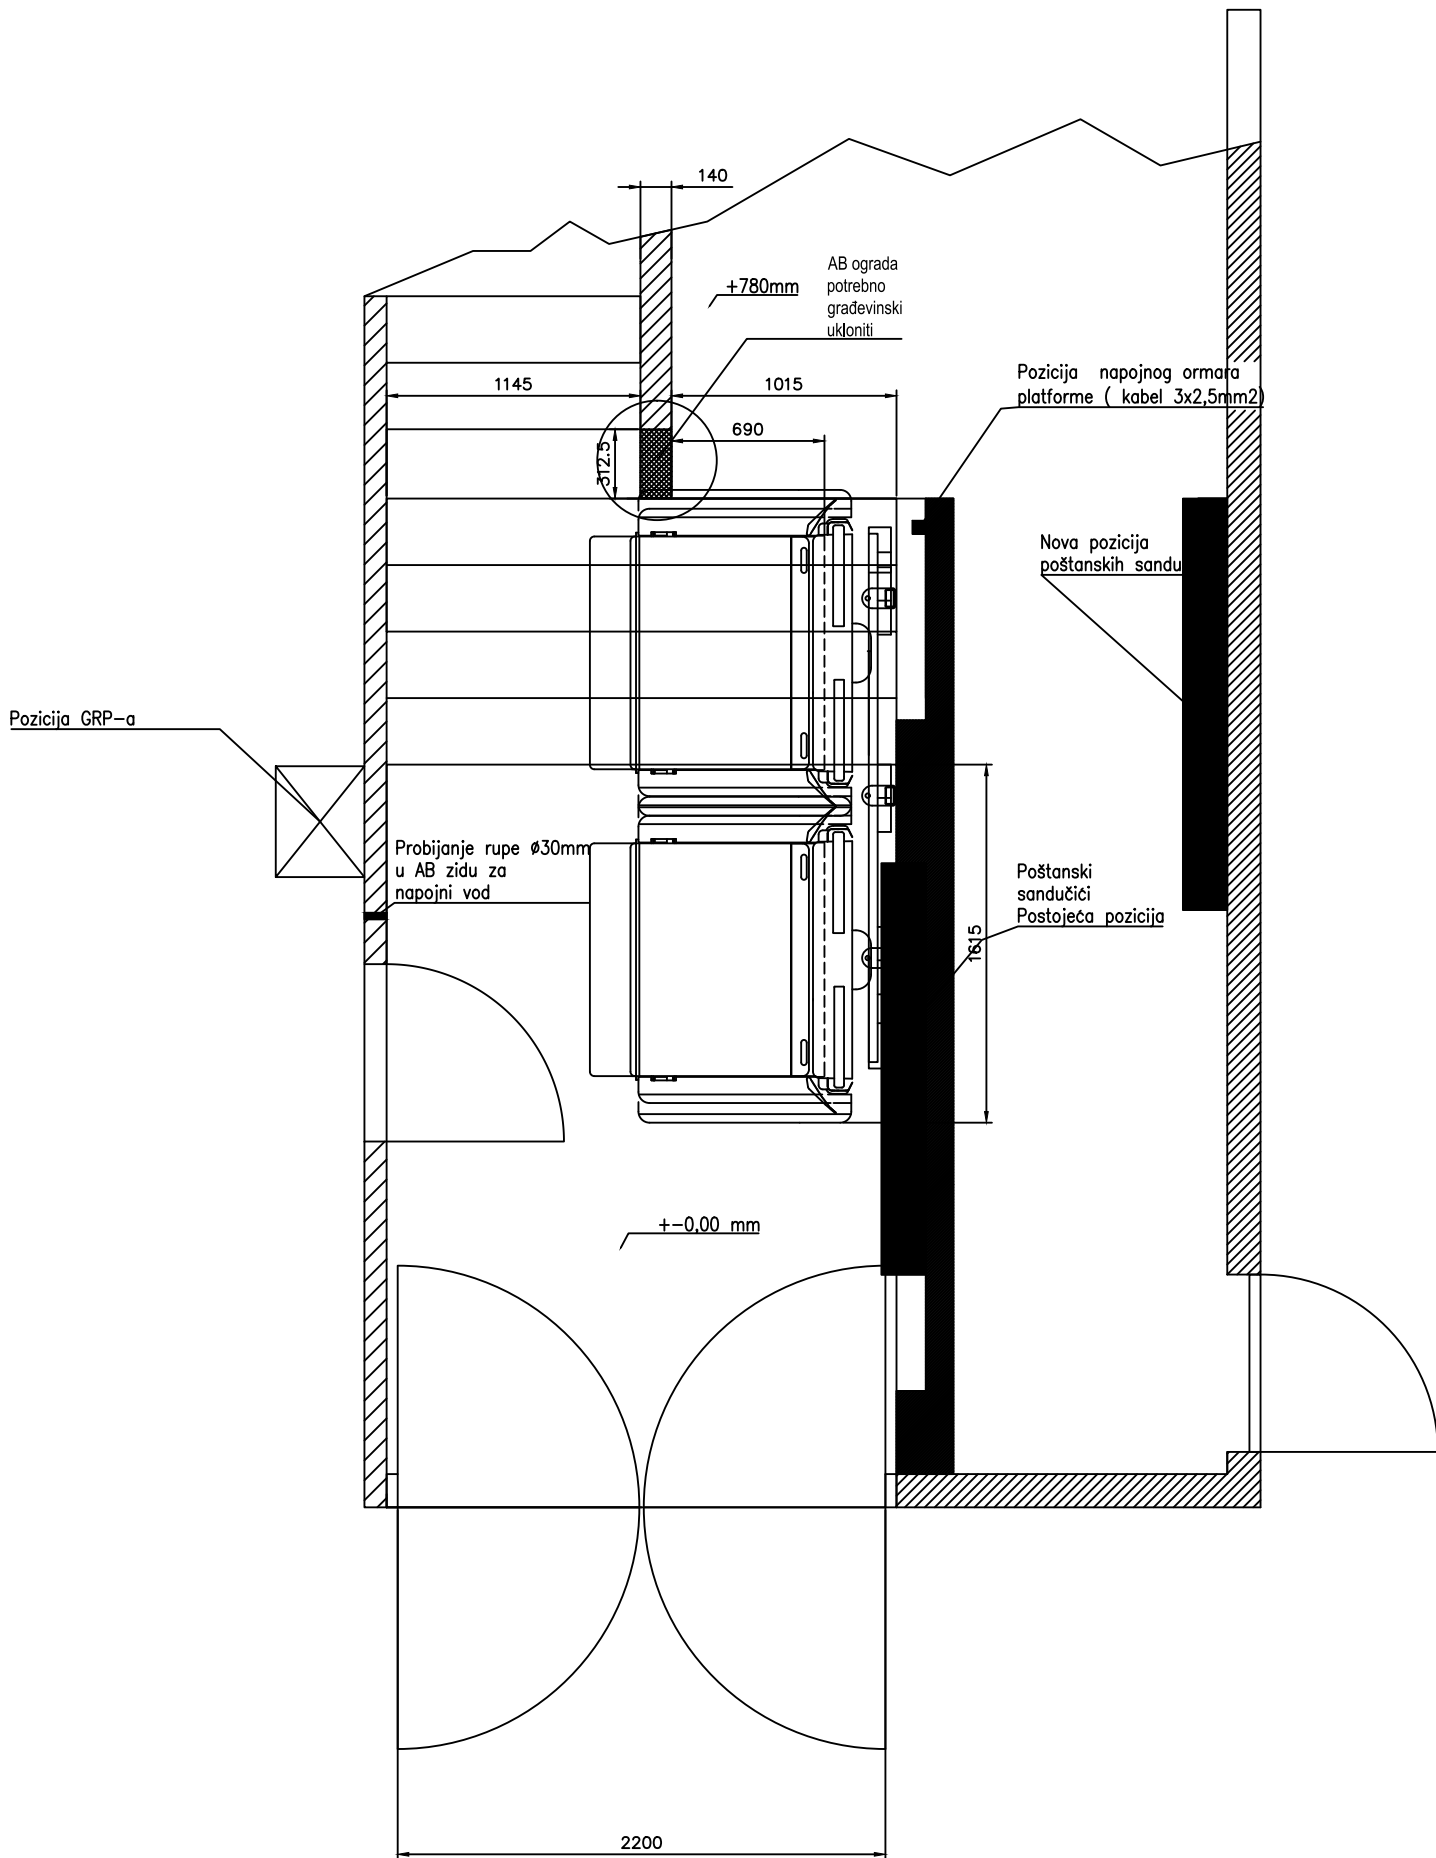 140
AB ograda
potrebno
građevinski
ukloniti
+780mm
Pozicija napojnog ormara
platforme ( kabel 3x2,5mm2)
1145
1015
690
312.5
Nova pozicija
poštanskih sandu
Pozicija GRP-a
Probijanje rupe ø30mm
u AB zidu za
napojni vod
Poštanski
sandučići
Postojeća pozicija
1615
+-0,00 mm
2200